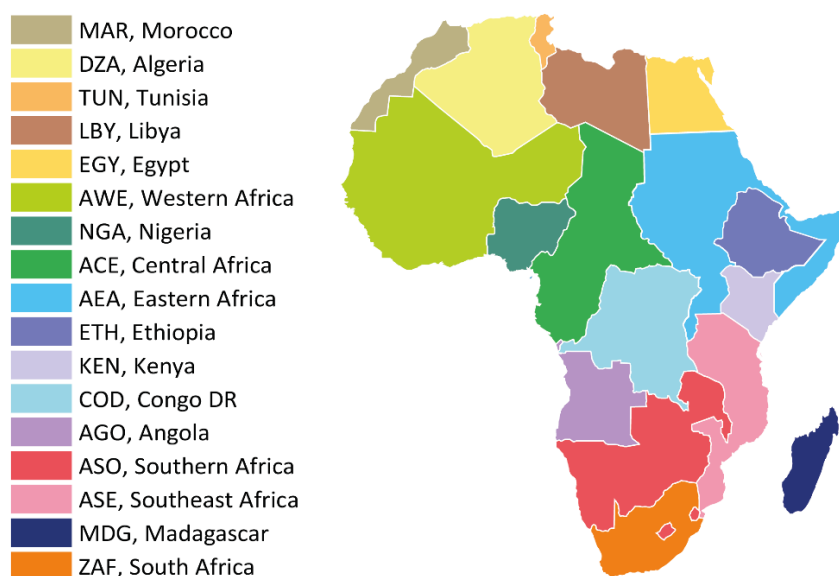 MAR, Morocco
DZA, Algeria
TUN, Tunisia
LBY, Libya
EGY, Egypt
AWE, Western Africa
NGA, Nigeria
ACE, Central Africa
AEA, Eastern Africa
ETH, Ethiopia
KEN, Kenya
COD, Congo DR
AGO, Angola
ASO, Southern Africa
ASE, Southeast Africa
MDG, Madagascar
ZAF, South Africa